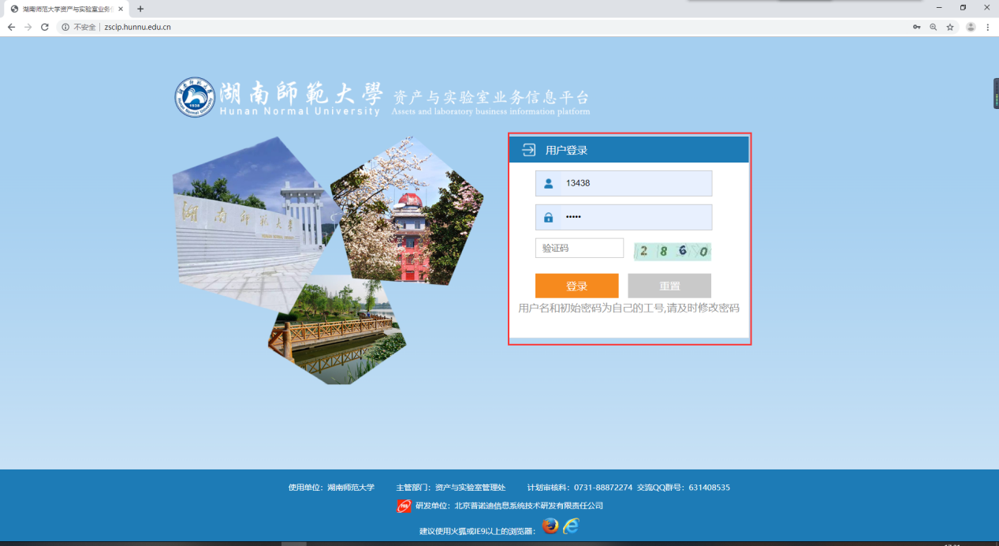 湖南师范大学资产与实验室业务
不安全 zscip.hunnu.edu.cn
湖南師範大學 资产与实验室业务信息平台
Hunan Normal University Assets and laboratory business information platform
用户登录
13438
•••••
验证码 2860
登录 重置
用户名和初始密码为自己的工号,请及时修改密码
湖南师范大学
使用单位：湖南师范大学 主管部门：资产与实验室管理处 计划审核科：0731-88872274 交流QQ群号：631408535
研发单位：北京普诺迪信息系统技术研发有限责任公司
建议使用火狐或IE9以上的浏览器：